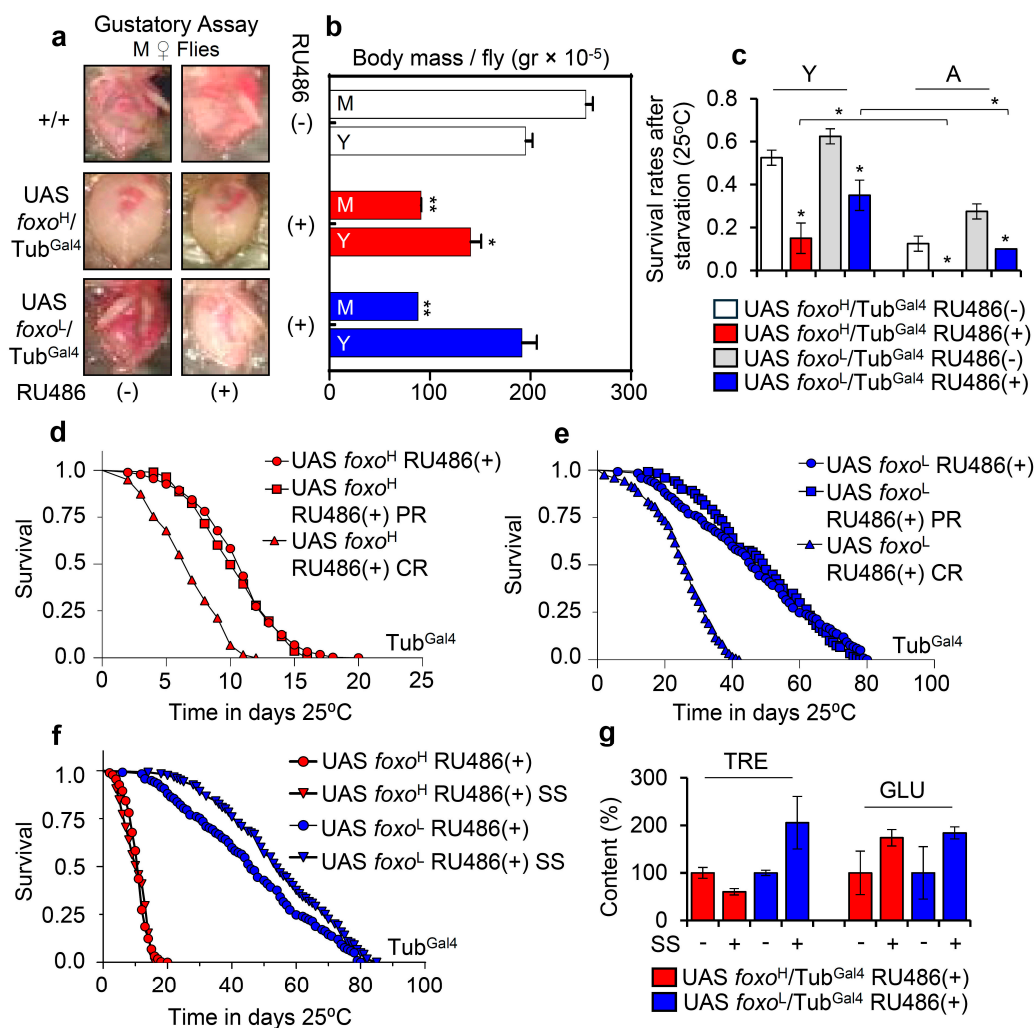 a
Gustatory Assay
M ♀ Flies
+/+
UAS
foxoᴴ/
Tubᴳᵃˡ⁴
UAS
foxoᴸ/
Tubᴳᵃˡ⁴
RU486
(-)
(+)
b
RU486
Body mass / fly (gr × 10⁻⁵)
(-)
M
Y
(+)
M
**
Y
*
(+)
M
**
Y
0
100
200
300
c
Y
A
Survival rates after
starvation (25ºC)
0.8
0.6
0.4
0.2
0.0
*
*
*
*
*
*
UAS foxoᴴ/Tubᴳᵃˡ⁴ RU486(-)
UAS foxoᴴ/Tubᴳᵃˡ⁴ RU486(+)
UAS foxoᴸ/Tubᴳᵃˡ⁴ RU486(-)
UAS foxoᴸ/Tubᴳᵃˡ⁴ RU486(+)
d
Survival
1.0
0.75
0.5
0.25
0.0
UAS foxoᴴ RU486(+)
UAS foxoᴴ
RU486(+) PR
UAS foxoᴴ
RU486(+) CR
Tubᴳᵃˡ⁴
0 5 10 15 20 25
Time in days 25ºC
e
Survival
1.0
0.75
0.5
0.25
0.0
UAS foxoᴸ RU486(+)
UAS foxoᴸ
RU486(+) PR
UAS foxoᴸ
RU486(+) CR
Tubᴳᵃˡ⁴
0 20 40 60 80 100
Time in days 25ºC
f
Survival
1.0
0.75
0.5
0.25
0.0
UAS foxoᴴ RU486(+)
UAS foxoᴴ RU486(+) SS
UAS foxoᴸ RU486(+)
UAS foxoᴸ RU486(+) SS
Tubᴳᵃˡ⁴
0 20 40 60 80 100
Time in days 25ºC
g
TRE
GLU
Content (%)
300
200
100
0
SS - + - + - + - +
UAS foxoᴴ/Tubᴳᵃˡ⁴ RU486(+)
UAS foxoᴸ/Tubᴳᵃˡ⁴ RU486(+)